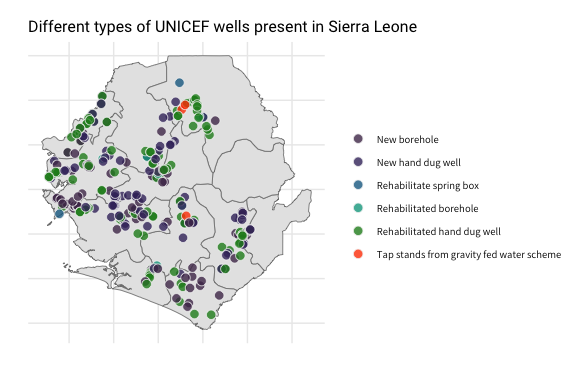 Different types of UNICEF wells present in Sierra Leone
New borehole
New hand dug well
Rehabilitate spring box
Rehabilitated borehole
Rehabilitated hand dug well
Tap stands from gravity fed water scheme